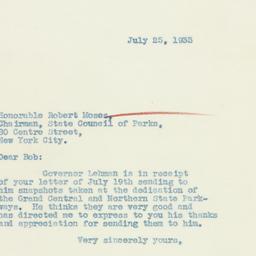 July 25, 1933
Honorable Robert Moses,
Chairman, State Council of Parks,
80 Centre Street,
New York City.
Dear Bob:
Governor Lehman is in receipt
of your letter of July 19th sending to
him snapshots taken at the dedication of
the Grand Central and Northern State Park-
ways. He thinks they are very good and
has directed me to express to you his thanks
and appreciation for sending them to him.
Very sincerely yours,